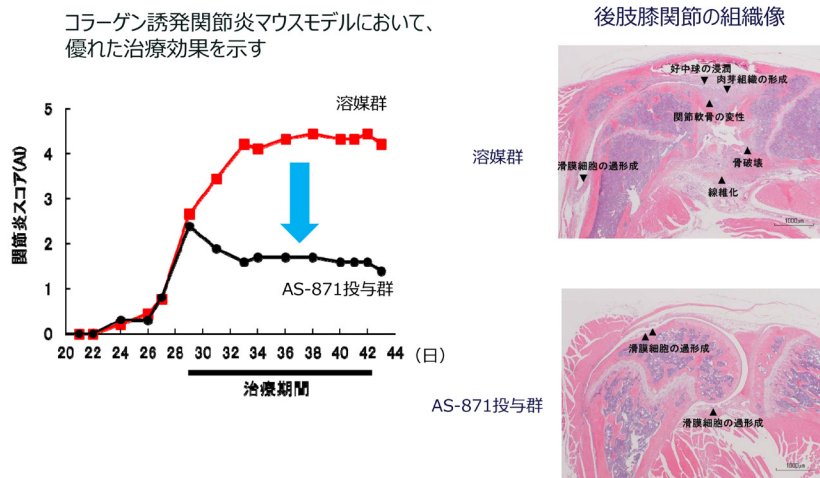 コラーゲン誘発関節炎マウスモデルにおいて、
優れた治療効果を示す
関節炎スコア(AI)
5
4
3
2
1
0
20 22 24 26 28 30 32 34 36 38 40 42 44 （日）
溶媒群
AS-871投与群
治療期間
後肢膝関節の組織像
溶媒群
好中球の浸潤
肉芽組織の形成
関節軟骨の変性
骨破壊
滑膜細胞の過形成
線維化
1000μm
AS-871投与群
滑膜細胞の過形成
滑膜細胞の過形成
1000μm